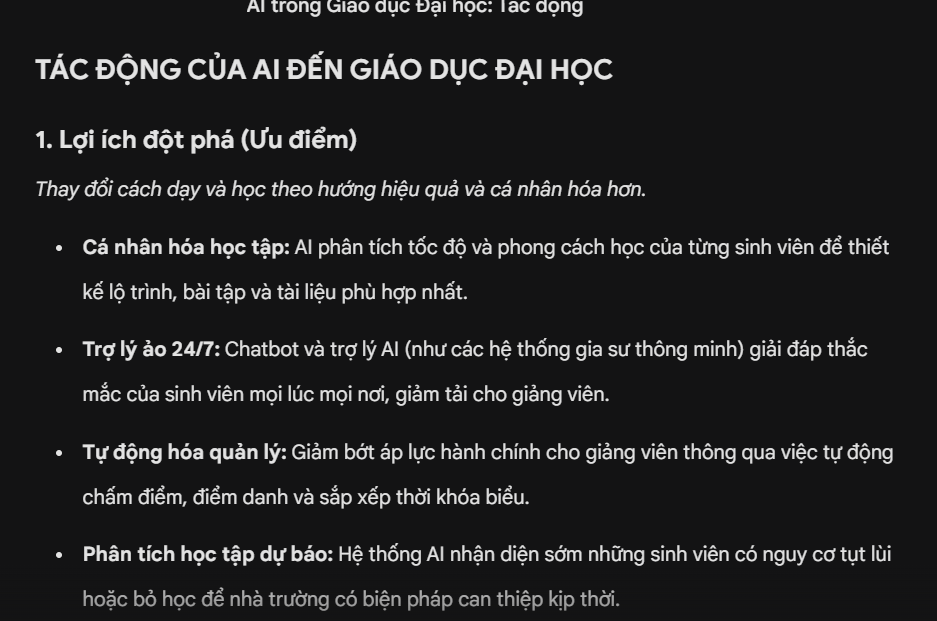 AI trong Giáo dục Đại học: Tác động
TÁC ĐỘNG CỦA AI ĐẾN GIÁO DỤC ĐẠI HỌC
1. Lợi ích đột phá (Ưu điểm)
Thay đổi cách dạy và học theo hướng hiệu quả và cá nhân hóa hơn.
• Cá nhân hóa học tập: AI phân tích tốc độ và phong cách học của từng sinh viên để thiết
kế lộ trình, bài tập và tài liệu phù hợp nhất.
• Trợ lý ảo 24/7: Chatbot và trợ lý AI (như các hệ thống gia sư thông minh) giải đáp thắc
mắc của sinh viên mọi lúc mọi nơi, giảm tải cho giảng viên.
• Tự động hóa quản lý: Giảm bớt áp lực hành chính cho giảng viên thông qua việc tự động
chấm điểm, điểm danh và sắp xếp thời khóa biểu.
• Phân tích học tập dự báo: Hệ thống AI nhận diện sớm những sinh viên có nguy cơ tụt lùi
hoặc bỏ học để nhà trường có biện pháp can thiệp kịp thời.